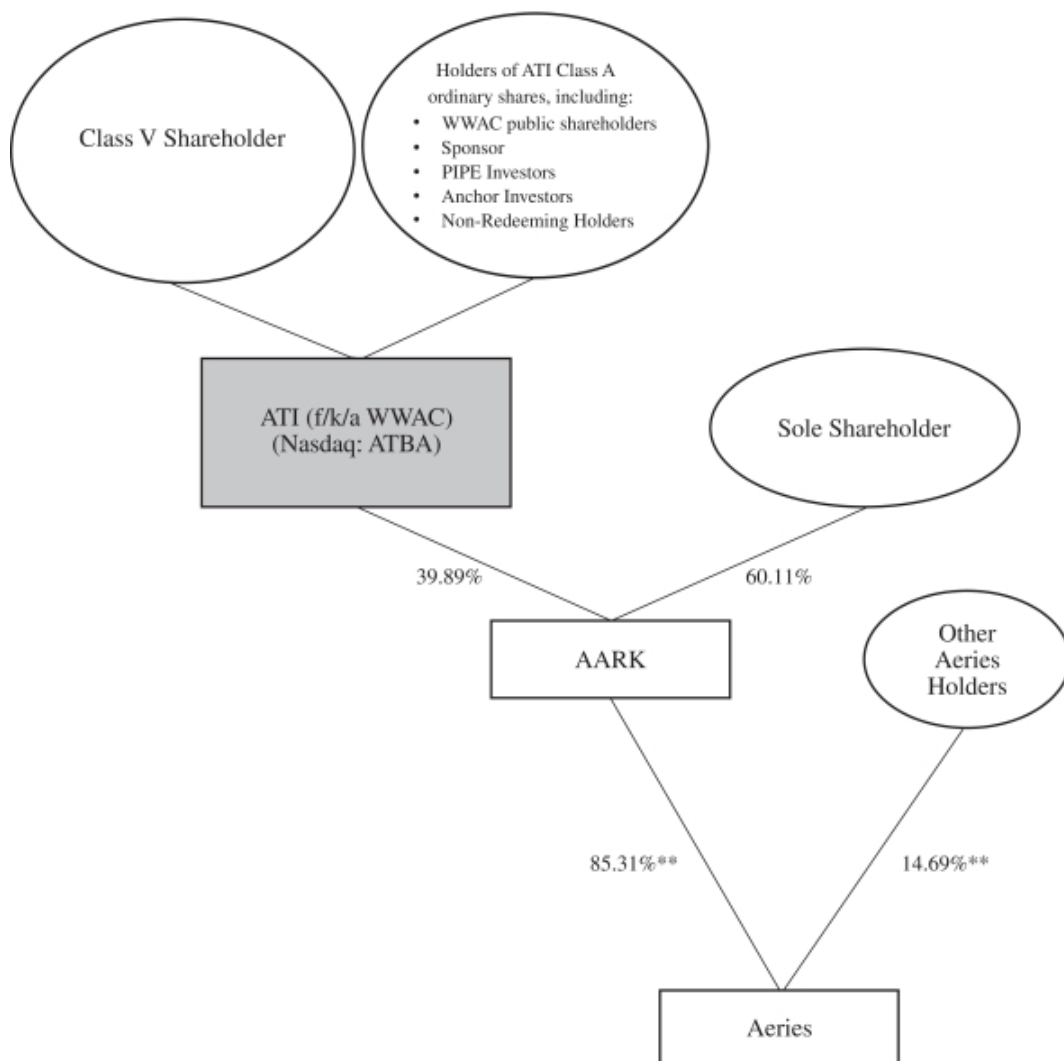 Class V Shareholder
Holders of ATI Class A
ordinary shares, including:
• WWAC public shareholders
• Sponsor
• PIPE Investors
• Anchor Investors
• Non-Redeeming Holders
ATI (f/k/a WWAC)
(Nasdaq: ATBA)
Sole Shareholder
39.89%
60.11%
AARK
Other
Aeries
Holders
85.31%**
14.69%**
Aeries